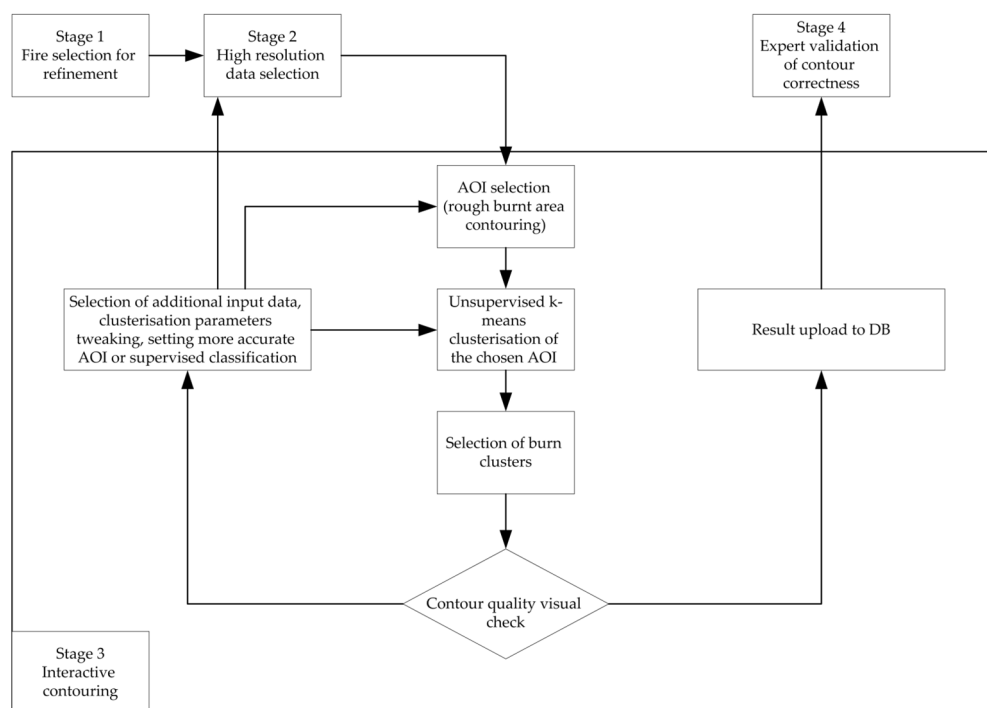 Stage 1
Fire selection for
refinement
Stage 2
High resolution
data selection
Stage 4
Expert validation
of contour
correctness
AOI selection
(rough burnt area
contouring)
Selection of additional input data,
clusterisation parameters
tweaking, setting more accurate
AOI or supervised classification
Unsupervised k-
means
clusterisation of
the chosen AOI
Result upload to DB
Selection of burn
clusters
Contour quality visual
check
Stage 3
Interactive
contouring